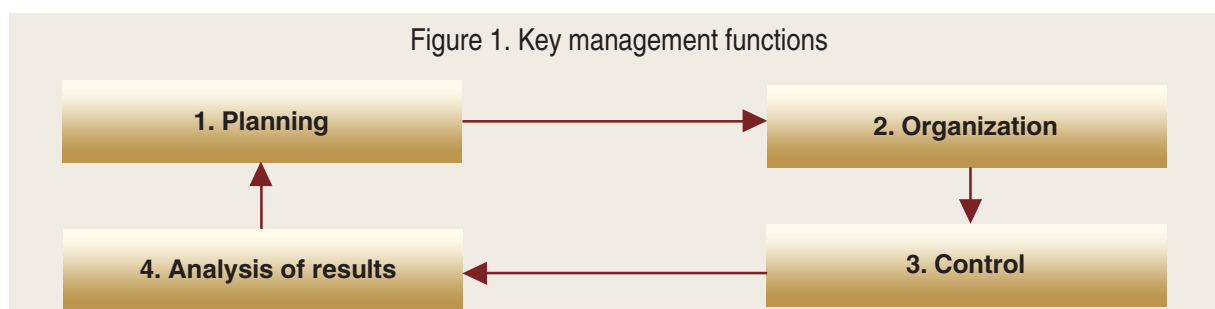 Figure 1. Key management functions
1. Planning
2. Organization
4. Analysis of results
3. Control